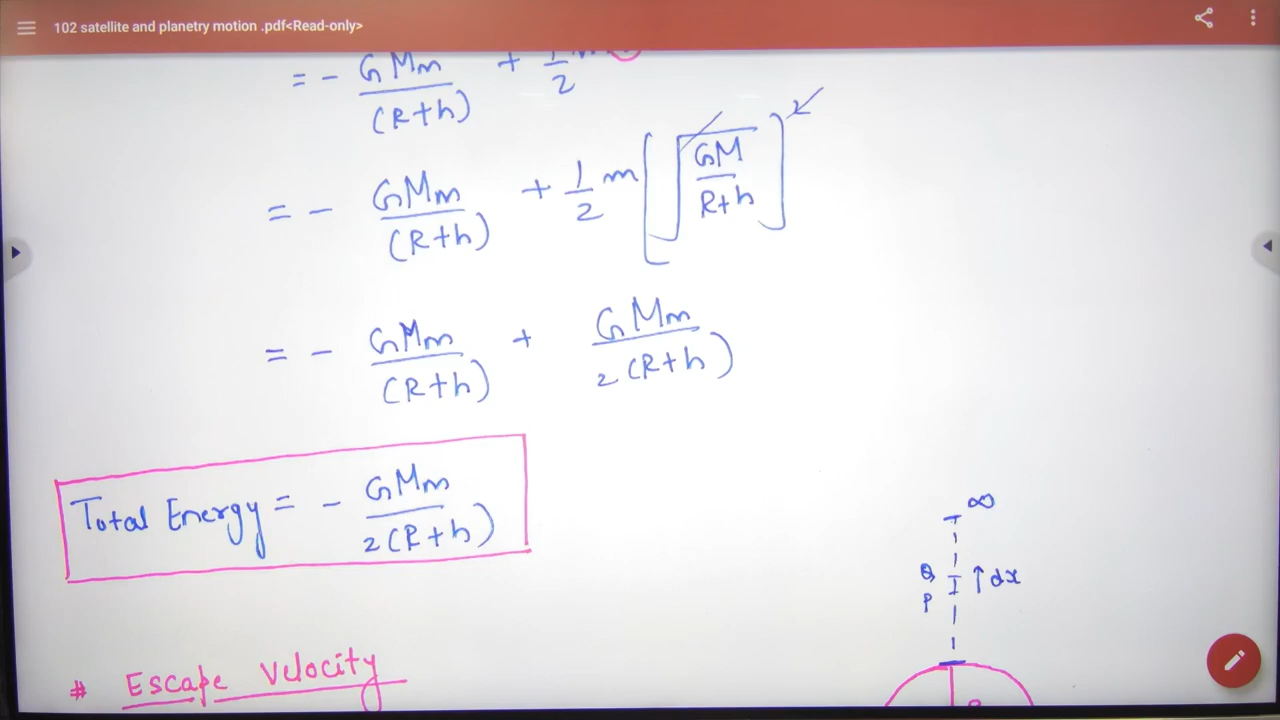 102 satellite and planetry motion .pdf<Read-only>
= - GMm/(R+h) + 1/2 m
= - GMm/(R+h) + 1/2 m [√(GM/R+h)]²
= - GMm/(R+h) + GMm/2(R+h)
Total Energy = - GMm/2(R+h)
∞
Q ↑dx
P
# Escape Velocity